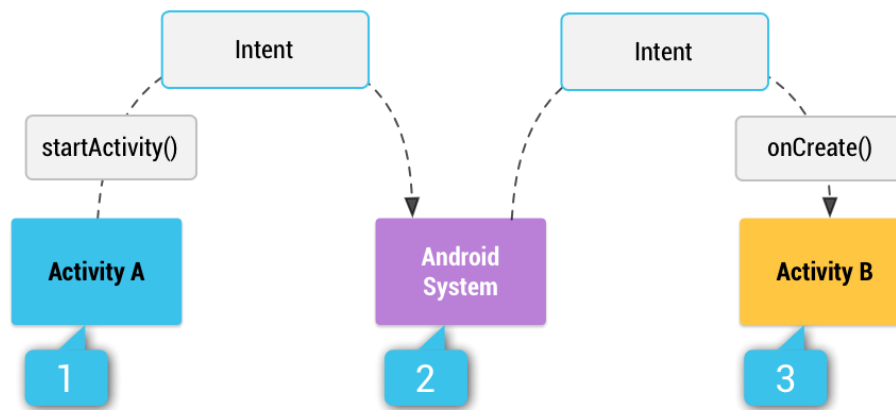 Intent
Intent
startActivity()
onCreate()
Activity A
Android
System
Activity B
1
2
3